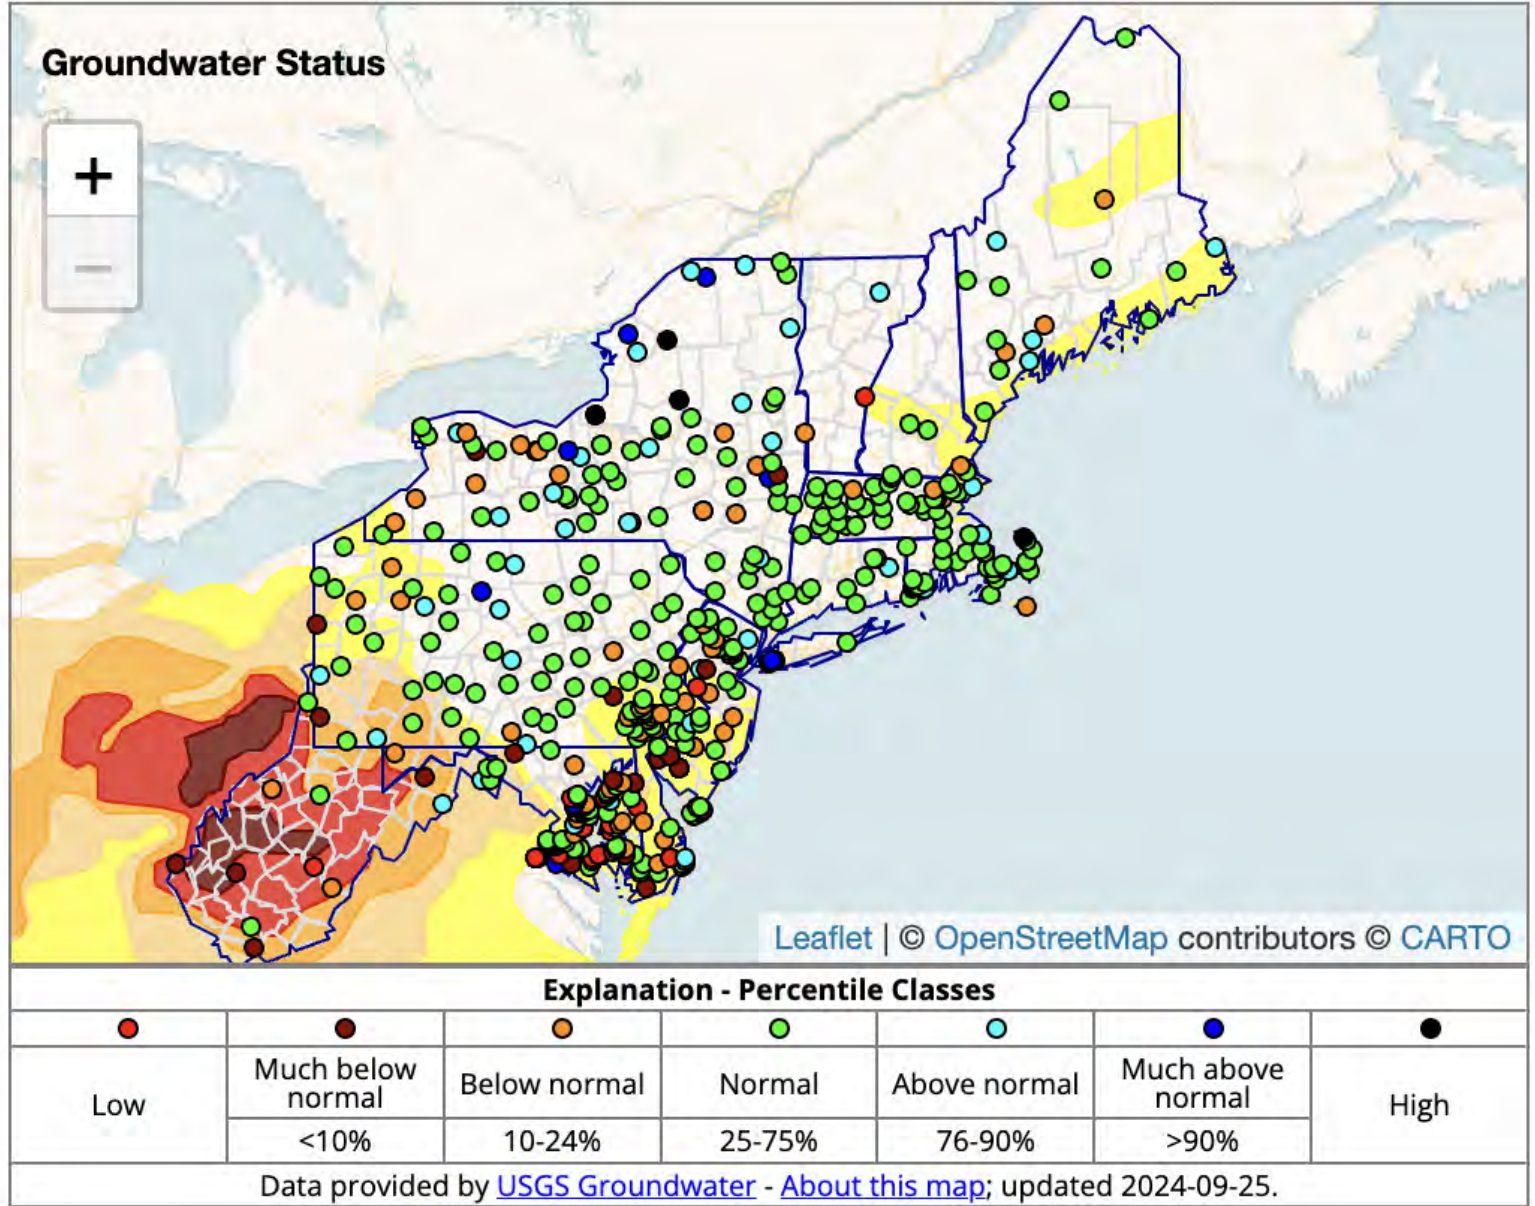 Groundwater Status
+
−
Leaflet | © OpenStreetMap contributors © CARTO
Explanation - Percentile Classes
Low
Much below normal
<10%
Below normal
10-24%
Normal
25-75%
Above normal
76-90%
Much above normal
>90%
High
Data provided by USGS Groundwater - About this map; updated 2024-09-25.